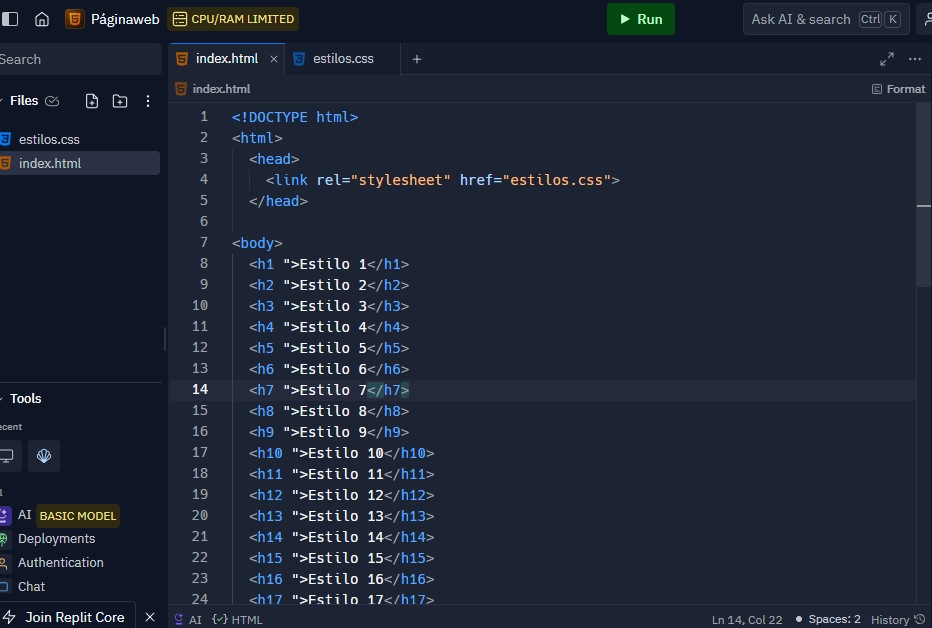 Páginaweb
CPU/RAM LIMITED
Run
Ask AI & search Ctrl K
Search
index.html
estilos.css
Files
index.html
Format
estilos.css
index.html
1 <!DOCTYPE html>
2 <html>
3 <head>
4 <link rel="stylesheet" href="estilos.css">
5 </head>
6
7 <body>
8 <h1 ">Estilo 1</h1>
9 <h2 ">Estilo 2</h2>
10 <h3 ">Estilo 3</h3>
11 <h4 ">Estilo 4</h4>
12 <h5 ">Estilo 5</h5>
13 <h6 ">Estilo 6</h6>
14 <h7 ">Estilo 7</h7>
15 <h8 ">Estilo 8</h8>
16 <h9 ">Estilo 9</h9>
17 <h10 ">Estilo 10</h10>
18 <h11 ">Estilo 11</h11>
19 <h12 ">Estilo 12</h12>
20 <h13 ">Estilo 13</h13>
21 <h14 ">Estilo 14</h14>
22 <h15 ">Estilo 15</h15>
23 <h16 ">Estilo 16</h16>
24 <h17 ">Estilo 17</h17>
Tools
AI BASIC MODEL
Deployments
Authentication
Chat
Join Replit Core
AI
HTML
Ln 14, Col 22
Spaces: 2
History